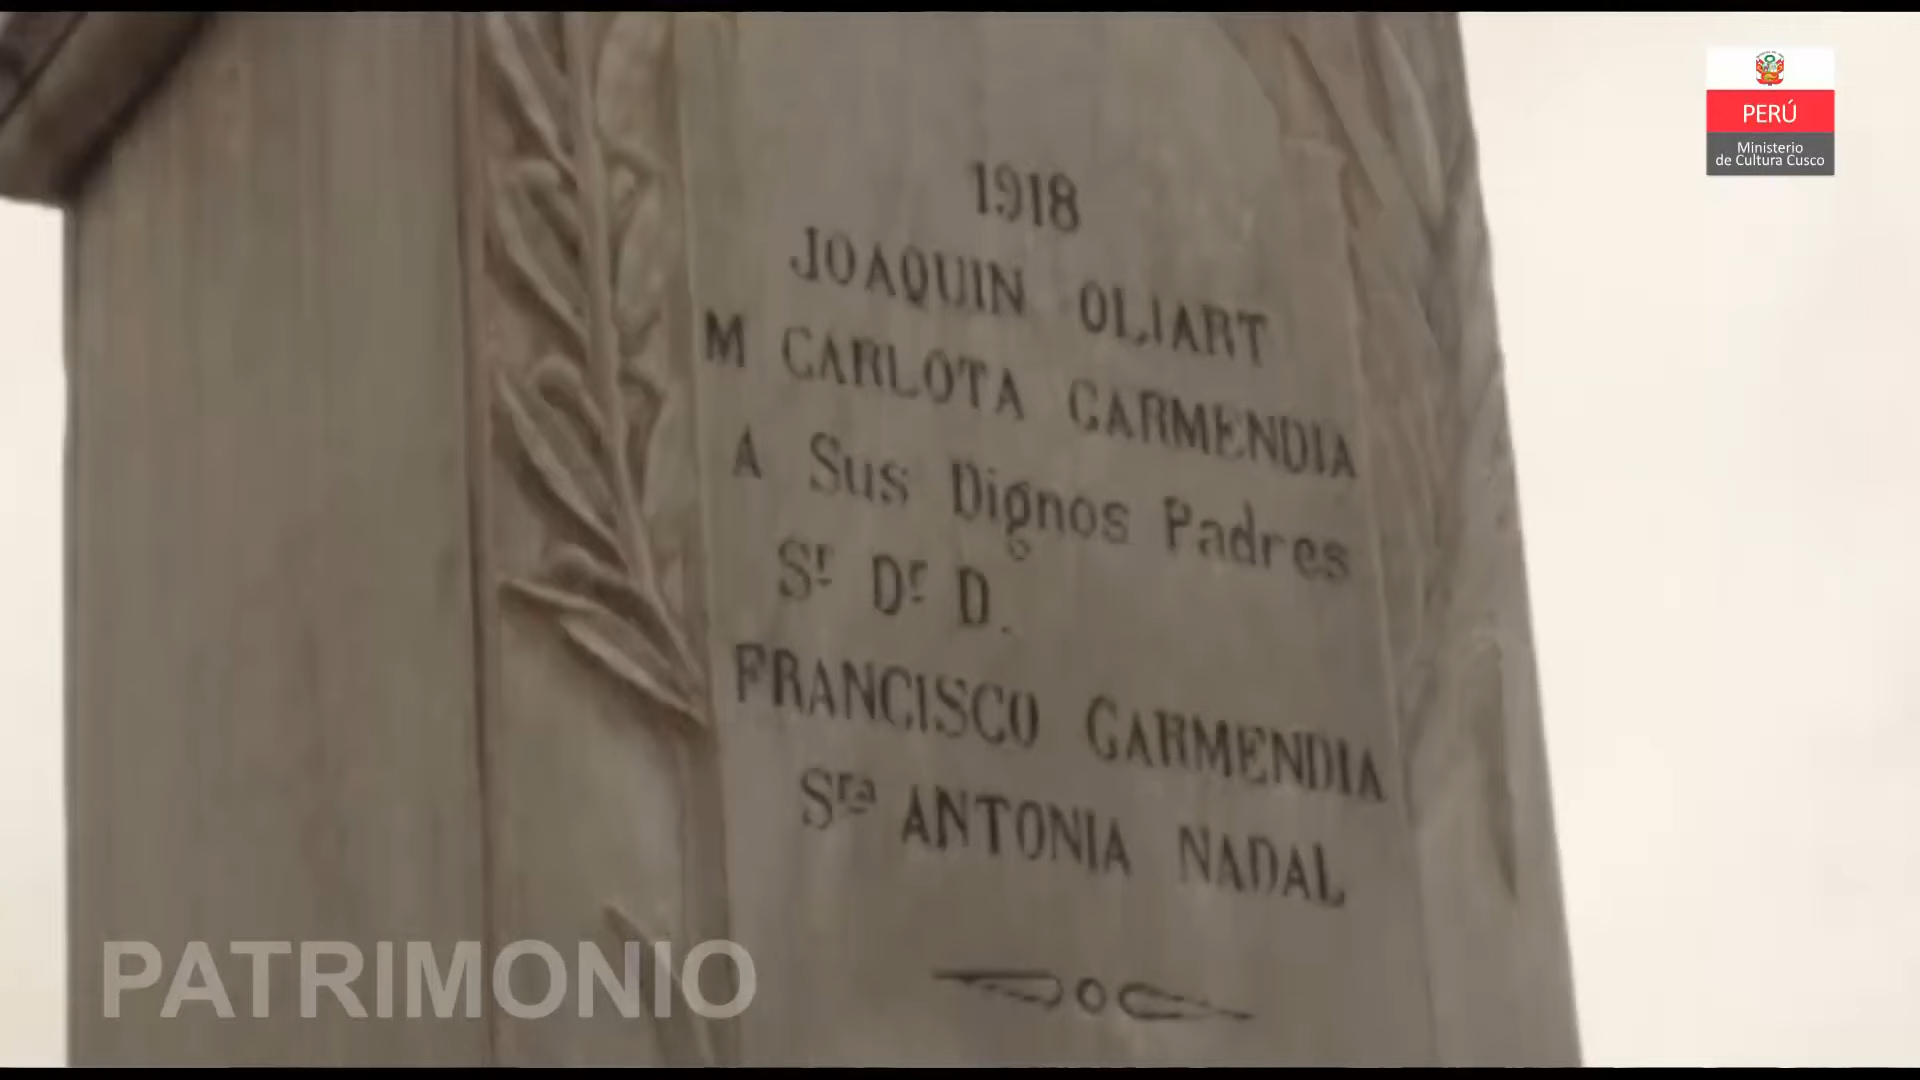 PERÚ
Ministerio
de Cultura Cusco
1918
JOAQUIN OLIART
M CARLOTA GARMENDIA
A Sus Dignos Padres
Sr Dr D.
FRANCISCO GARMENDIA
Sra ANTONIA NADAL
PATRIMONIO